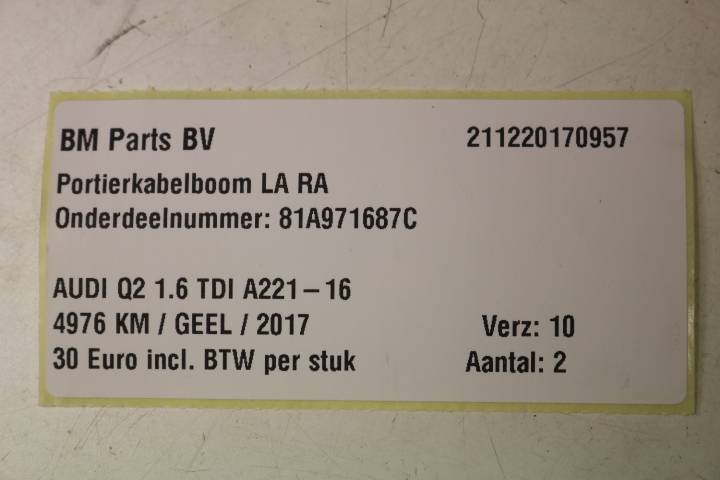 BM Parts BV 211220170957
Portierkabelboom LA RA
Onderdeelnummer: 81A971687C
AUDI Q2 1.6 TDI A221-16
4976 KM / GEEL / 2017 Verz: 10
30 Euro incl. BTW per stuk Aantal: 2